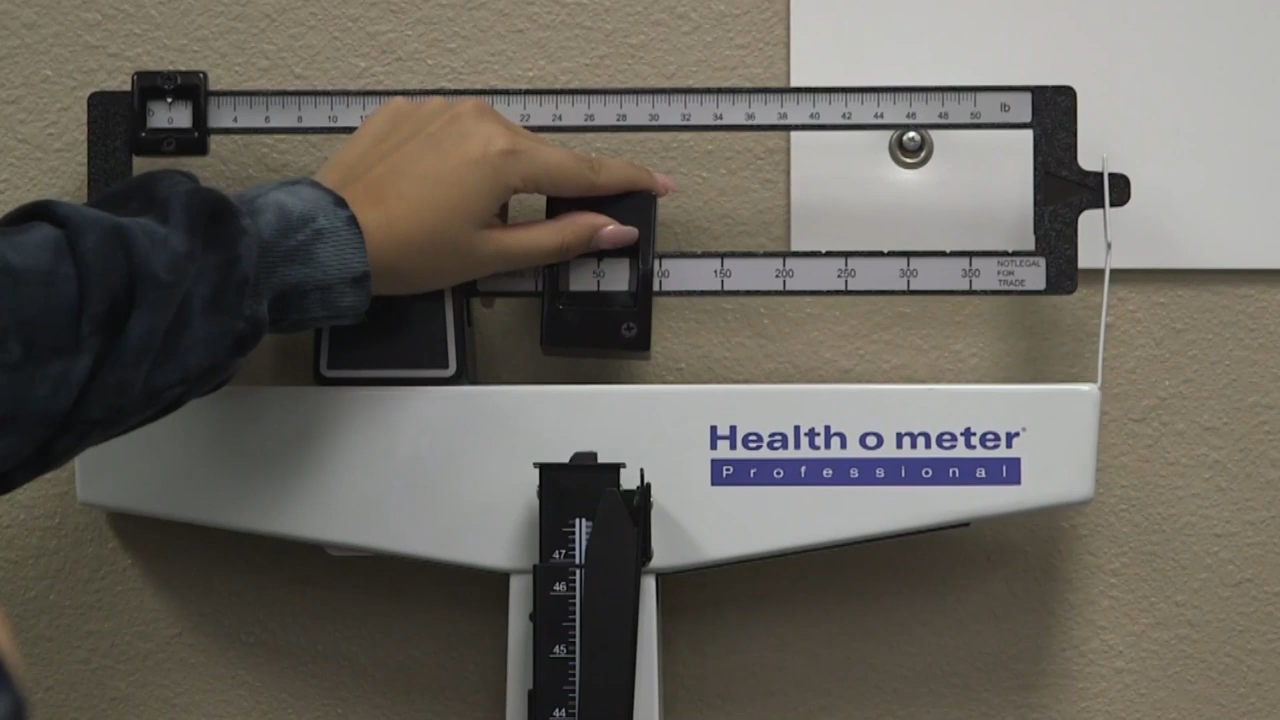 0 4 6 8 10 22 24 26 28 30 32 34 36 38 40 42 44 46 48 50 lb
50 100 150 200 250 300 350 NOT LEGAL
FOR
TRADE
Health o meter®
Professional
47
46
45
44